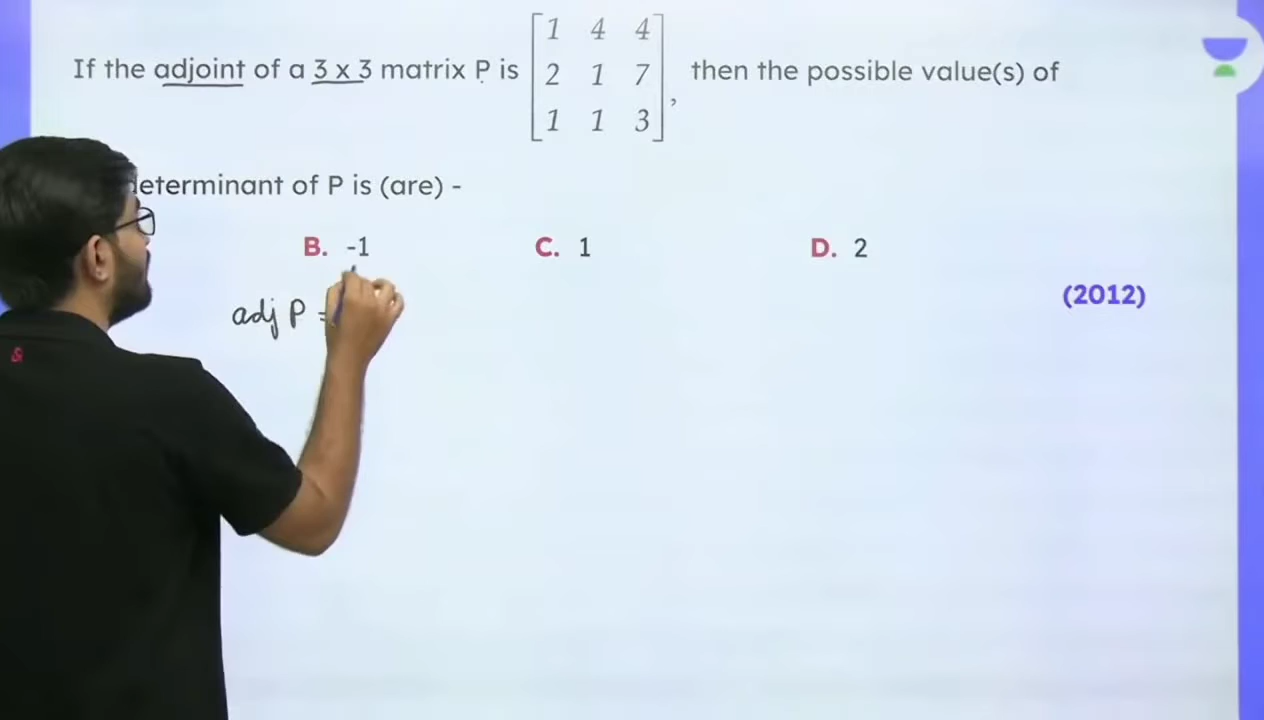 If the adjoint of a 3 x 3 matrix P is [1 4 4 2 1 7 1 1 3], then the possible value(s) of
determinant of P is (are) -
B. -1 C. 1 D. 2
(2012)
adj P =